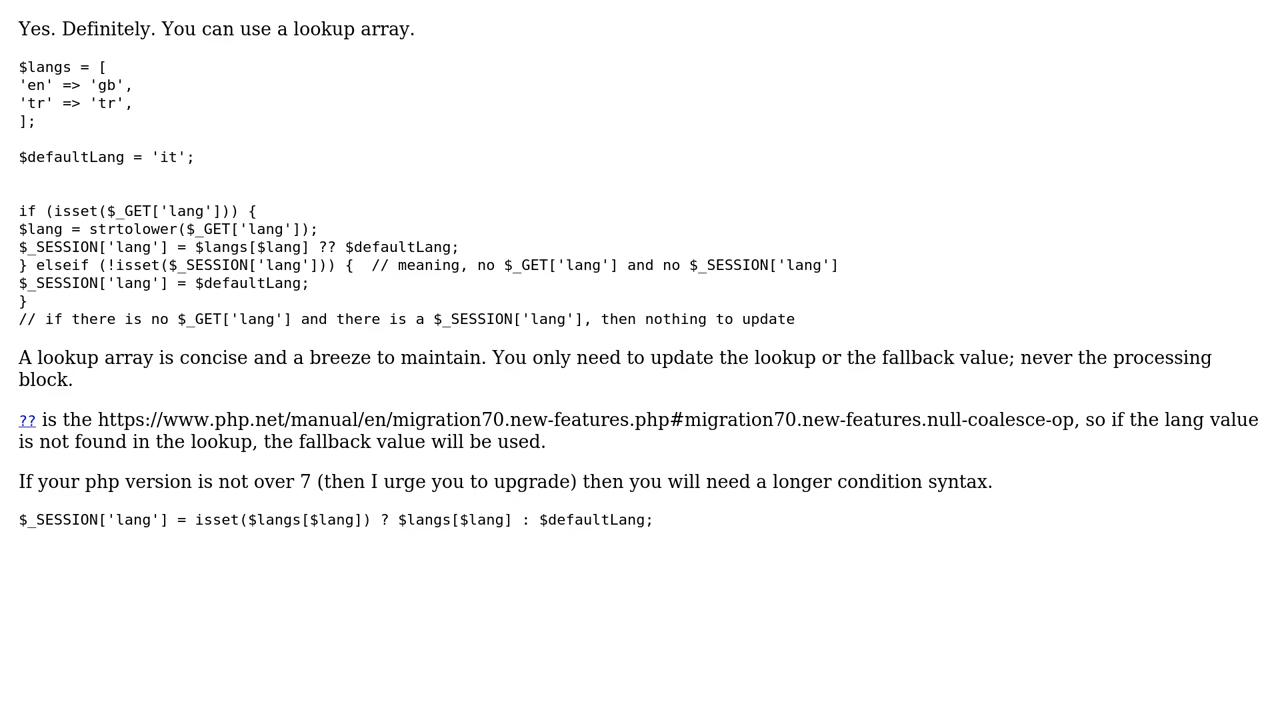 Yes. Definitely. You can use a lookup array.
$langs = [
'en' => 'gb',
'tr' => 'tr',
];
$defaultLang = 'it';
if (isset($_GET['lang'])) {
$lang = strtolower($_GET['lang']);
$_SESSION['lang'] = $langs[$lang] ?? $defaultLang;
} elseif (!isset($_SESSION['lang'])) {  // meaning, no $_GET['lang'] and no $_SESSION['lang']
$_SESSION['lang'] = $defaultLang;
}
// if there is no $_GET['lang'] and there is a $_SESSION['lang'], then nothing to update
A lookup array is concise and a breeze to maintain. You only need to update the lookup or the fallback value; never the processing
block.
?? is the https://www.php.net/manual/en/migration70.new-features.php#migration70.new-features.null-coalesce-op, so if the lang value
is not found in the lookup, the fallback value will be used.
If your php version is not over 7 (then I urge you to upgrade) then you will need a longer condition syntax.
$_SESSION['lang'] = isset($langs[$lang]) ? $langs[$lang] : $defaultLang;